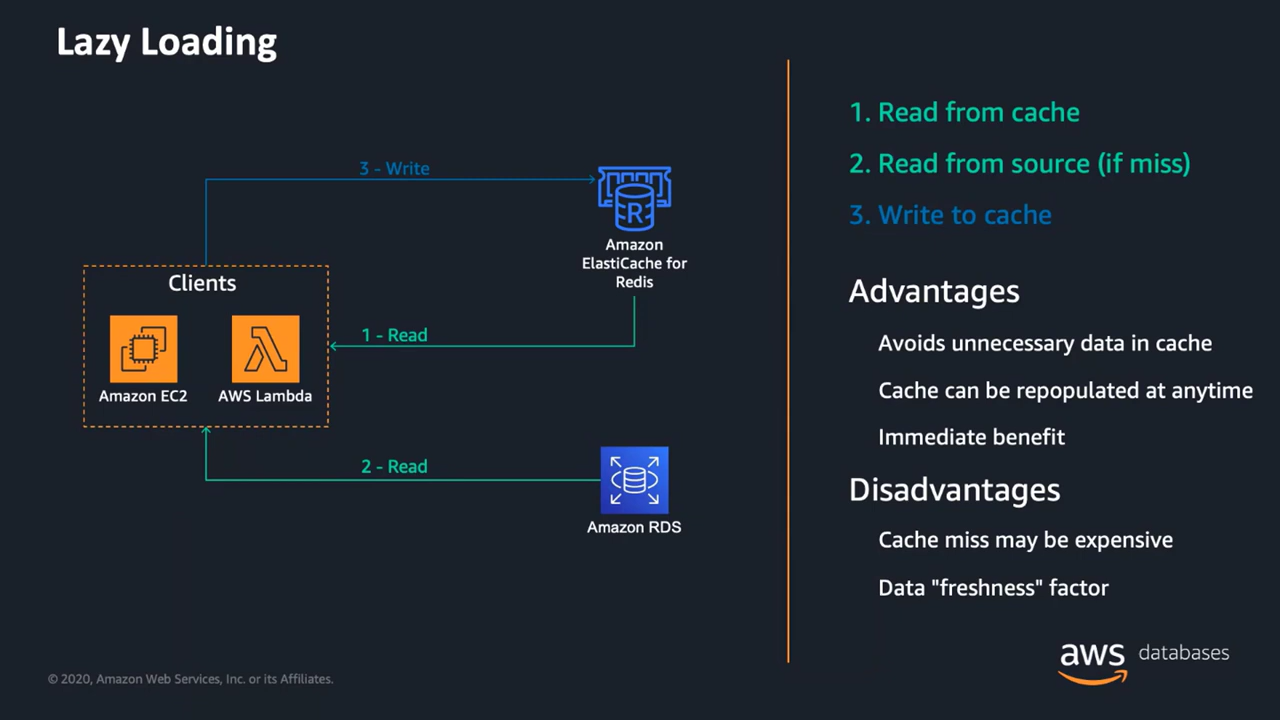 Lazy Loading
3 - Write
R
Amazon
ElastiCache for
Redis
Clients
1 - Read
Amazon EC2
AWS Lambda
2 - Read
Amazon RDS
1. Read from cache
2. Read from source (if miss)
3. Write to cache
Advantages
Avoids unnecessary data in cache
Cache can be repopulated at anytime
Immediate benefit
Disadvantages
Cache miss may be expensive
Data "freshness" factor
© 2020, Amazon Web Services, Inc. or its Affiliates.
aws databases